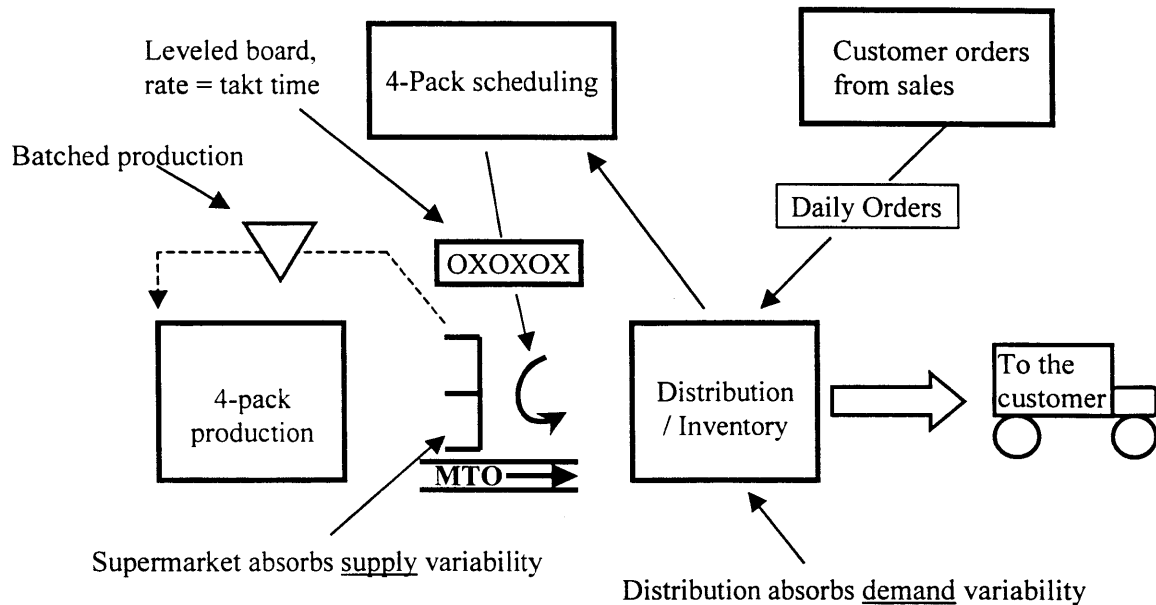 Leveled board,
rate = takt time
4-Pack scheduling
Customer orders
from sales
Batched production
Daily Orders
OXOXOX
4-pack
production
Distribution
/ Inventory
To the
customer
MTO
Supermarket absorbs supply variability
Distribution absorbs demand variability